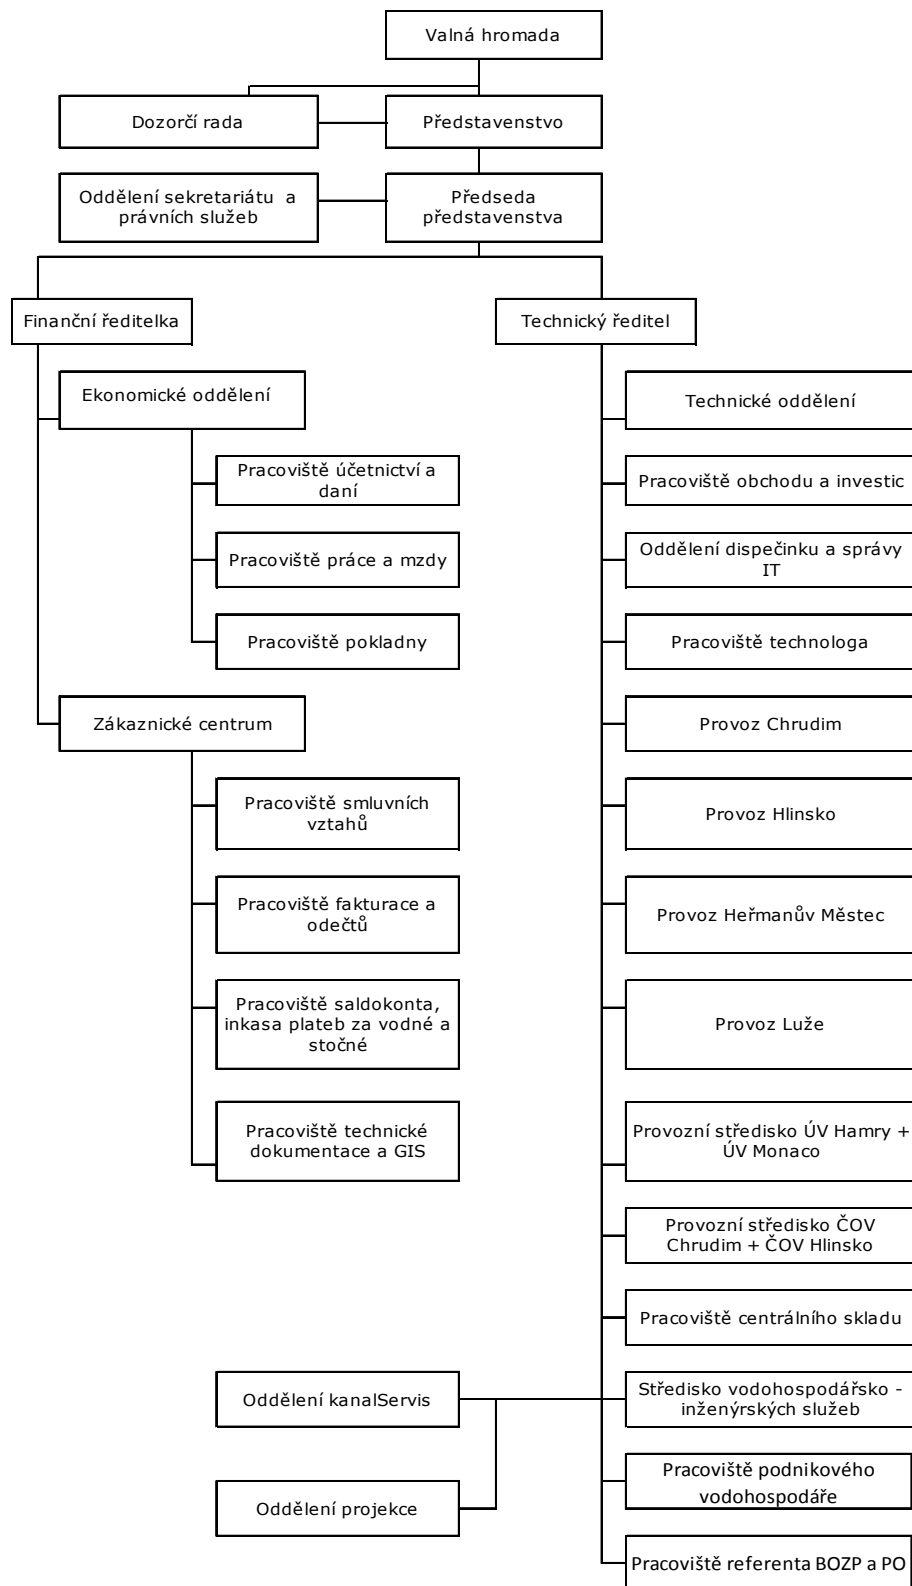 Valná hromada
Dozorčí rada
Představenstvo
Oddělení sekretariátu a
právních služeb
Předseda
představenstva
Finanční ředitelka
Technický ředitel
Ekonomické oddělení
Pracoviště účetnictví a
daní
Pracoviště práce a mzdy
Pracoviště pokladny
Zákaznické centrum
Pracoviště smluvních
vztahů
Pracoviště fakturace a
odečtů
Pracoviště saldokonta,
inkasa plateb za vodné a
stočné
Pracoviště technické
dokumentace a GIS
Technické oddělení
Pracoviště obchodu a investic
Oddělení dispečinku a správy
IT
Pracoviště technologa
Provoz Chrudim
Provoz Hlinsko
Provoz Heřmanův Městec
Provoz Luže
Provozní středisko ÚV Hamry +
ÚV Monaco
Provozní středisko ČOV
Chrudim + ČOV Hlinsko
Pracoviště centrálního skladu
Oddělení kanalServis
Středisko vodohospodářsko -
inženýrských služeb
Oddělení projekce
Pracoviště podnikového
vodohospodáře
Pracoviště referenta BOZP a PO